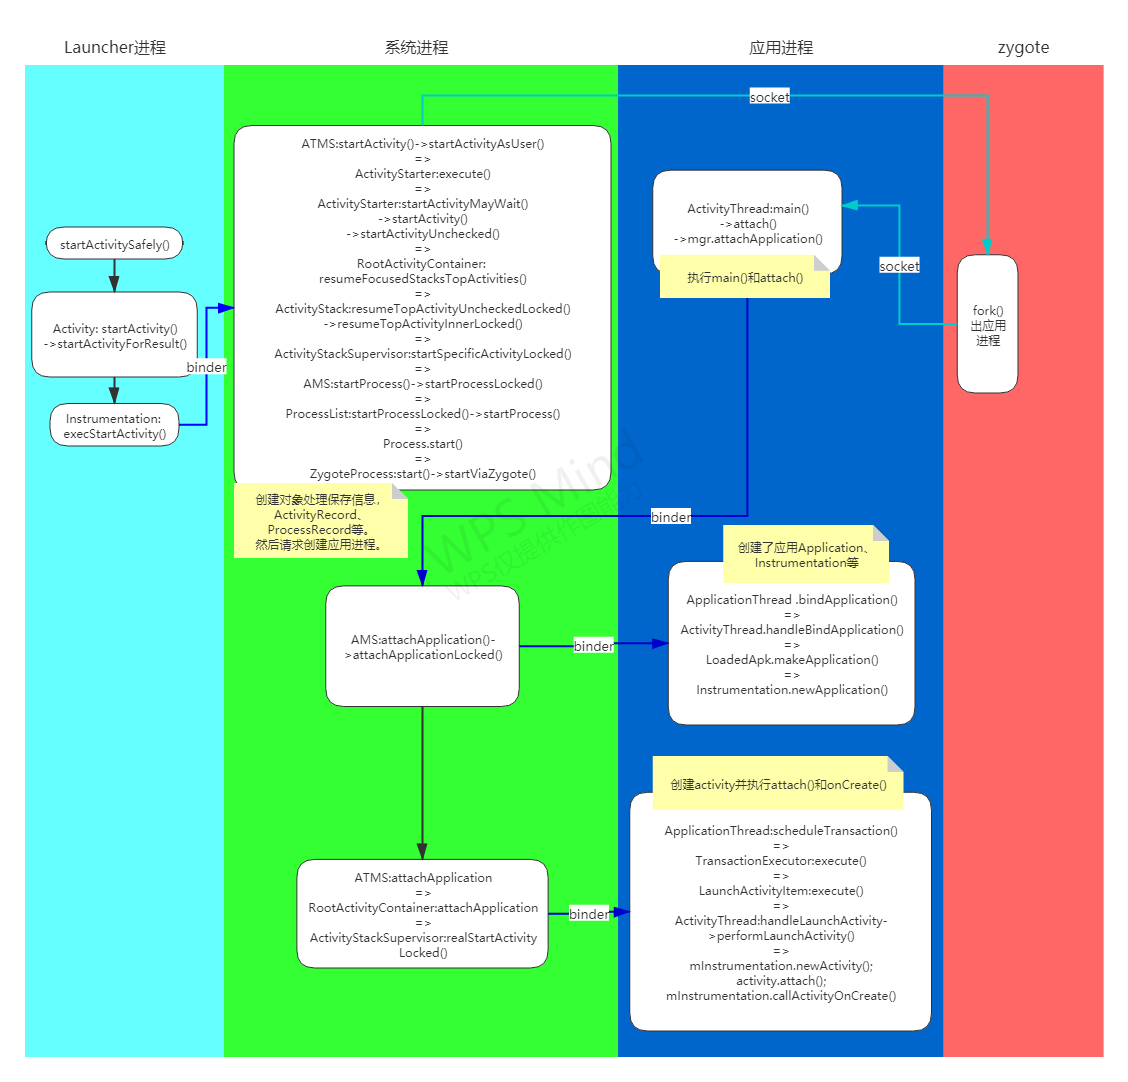 Launcher进程
系统进程
应用进程
zygote
socket
startActivitySafely()
Activity: startActivity()
->startActivityForResult()
Instrumentation:
execStartActivity()
binder
ATMS:startActivity()->startActivityAsUser()
=>
ActivityStarter:execute()
=>
ActivityStarter:startActivityMayWait()
->startActivity()
->startActivityUnchecked()
=>
RootActivityContainer:
resumeFocusedStacksTopActivities()
=>
ActivityStack:resumeTopActivityUncheckedLocked()
->resumeTopActivityInnerLocked()
=>
ActivityStackSupervisor:startSpecificActivityLocked()
=>
AMS:startProcess()->startProcessLocked()
=>
ProcessList:startProcessLocked()->startProcess()
=>
Process.start()
=>
ZygoteProcess:start()->startViaZygote()
创建对象处理保存信息，
ActivityRecord、
ProcessRecord等。
然后请求创建应用进程。
ActivityThread:main()
->attach()
->mgr.attachApplication()
执行main()和attach()
socket
fork()
出应用
进程
binder
WPS Mind
WPS仅提供作图能力
AMS:attachApplication()-
>attachApplicationLocked()
binder
创建了应用Application、
Instrumentation等
ApplicationThread .bindApplication()
=>
ActivityThread.handleBindApplication()
=>
LoadedApk.makeApplication()
=>
Instrumentation.newApplication()
ATMS:attachApplication
=>
RootActivityContainer:attachApplication
=>
ActivityStackSupervisor:realStartActivity
Locked()
binder
创建activity并执行attach()和onCreate()
ApplicationThread:scheduleTransaction()
=>
TransactionExecutor:execute()
=>
LaunchActivityItem:execute()
=>
ActivityThread:handleLaunchActivity-
>performLaunchActivity()
=>
mInstrumentation.newActivity();
activity.attach();
mInstrumentation.callActivityOnCreate()